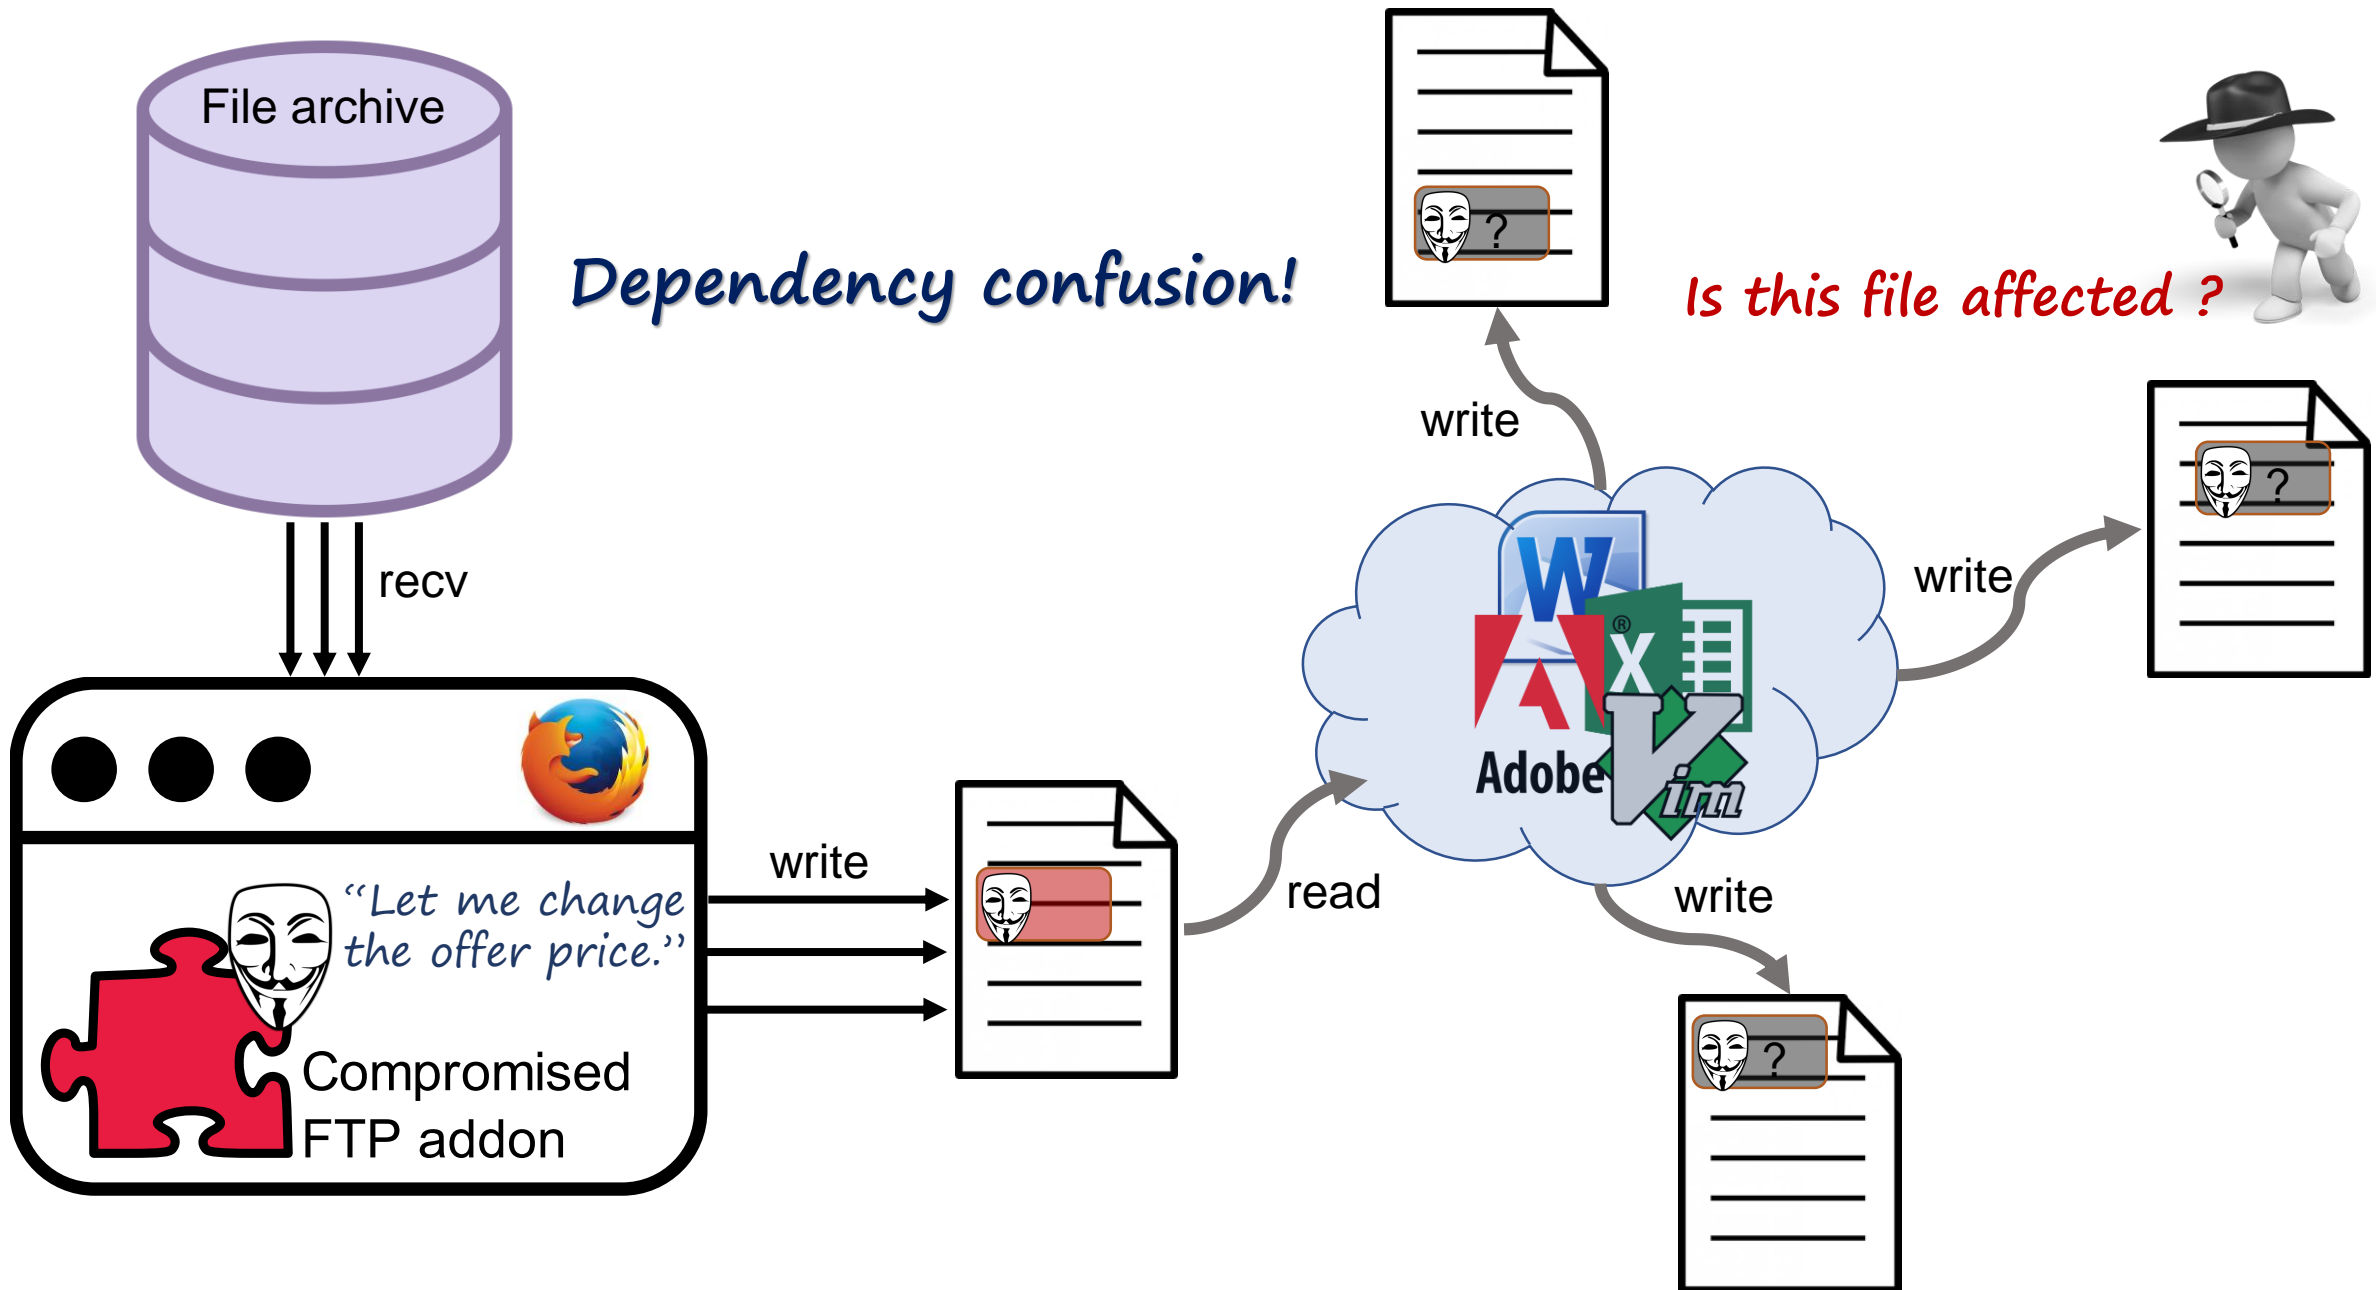 File archive
Dependency confusion!
Is this file affected ?
?
write
?
write
recv
W
X
®
Adobe
Vim
write
read
write
?
“Let me change
the offer price.”
Compromised
FTP addon